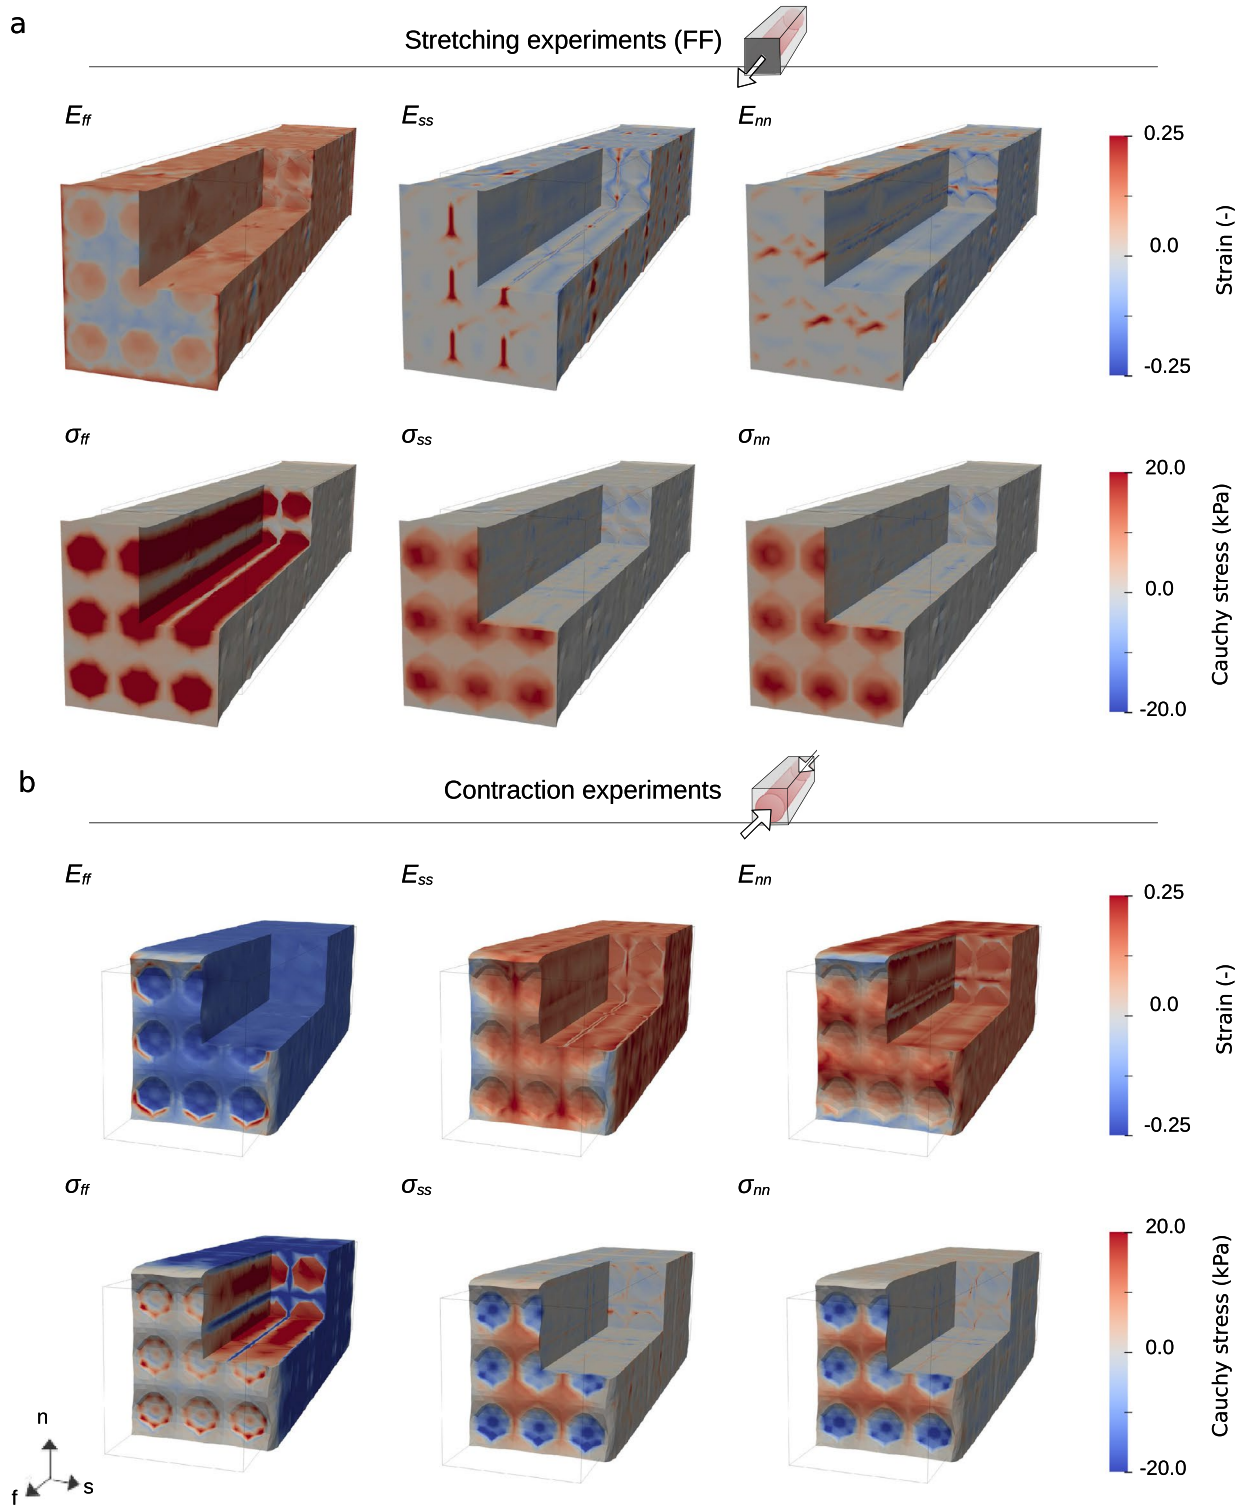 a
Stretching experiments (FF)
Eff Ess Enn
0.25
0.0
-0.25
Strain (-)
σff σss σnn
20.0
0.0
-20.0
Cauchy stress (kPa)
b
Contraction experiments
Eff Ess Enn
0.25
0.0
-0.25
Strain (-)
σff σss σnn
20.0
0.0
-20.0
Cauchy stress (kPa)
n
s
f